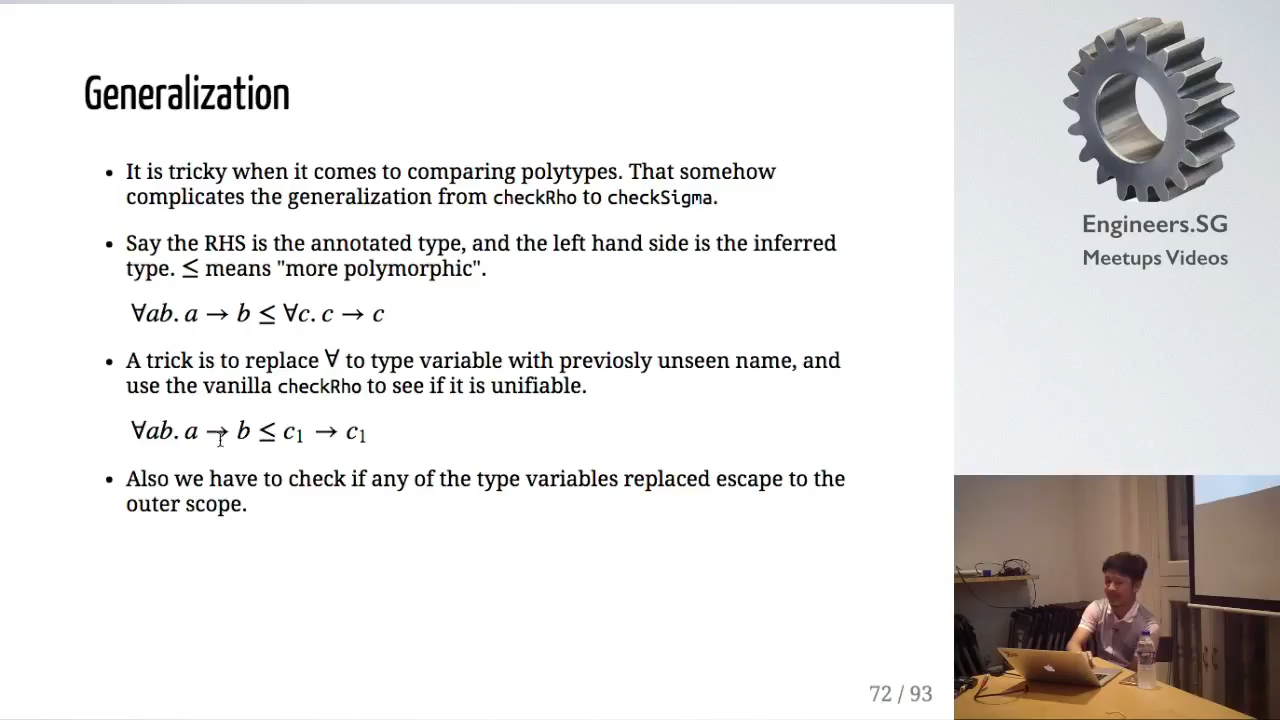 Generalization
• It is tricky when it comes to comparing polytypes. That somehow
complicates the generalization from checkRho to checkSigma.
• Say the RHS is the annotated type, and the left hand side is the inferred
type. ≤ means "more polymorphic".
∀ab. a → b ≤ ∀c. c → c
• A trick is to replace ∀ to type variable with previosly unseen name, and
use the vanilla checkRho to see if it is unifiable.
∀ab. a → b ≤ c₁ → c₁
• Also we have to check if any of the type variables replaced escape to the
outer scope.
72 / 93
Engineers.SG
Meetups Videos